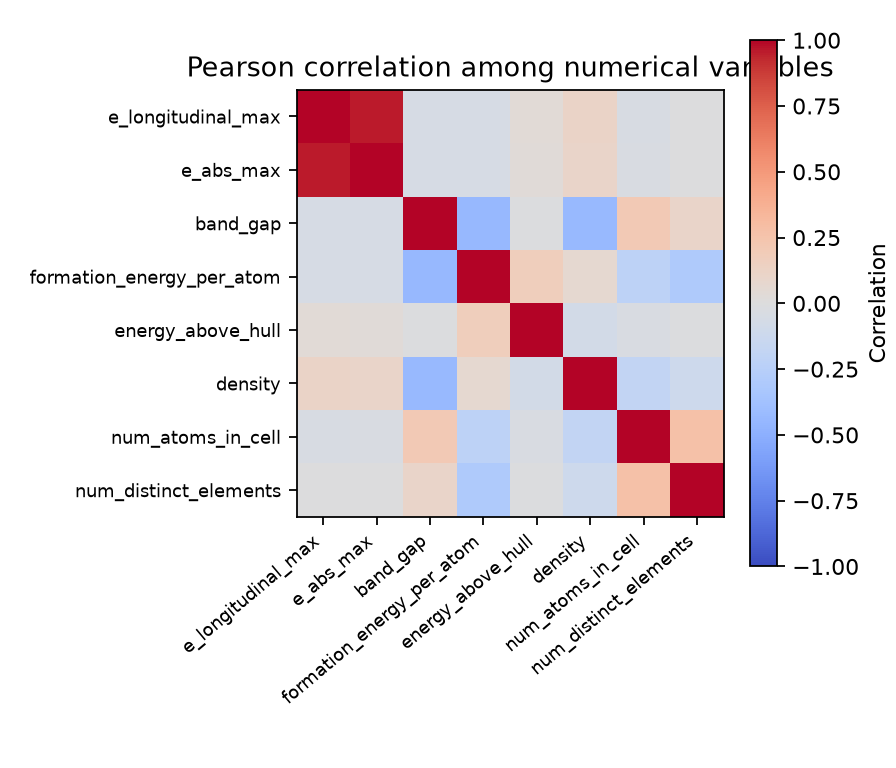 Pearson correlation among numerical variables
e_longitudinal_max
e_abs_max
band_gap
formation_energy_per_atom
energy_above_hull
density
num_atoms_in_cell
num_distinct_elements
e_longitudinal_max
e_abs_max
band_gap
formation_energy_per_atom
energy_above_hull
density
num_atoms_in_cell
num_distinct_elements
1.00
0.75
0.50
0.25
0.00
−0.25
−0.50
−0.75
−1.00
Correlation